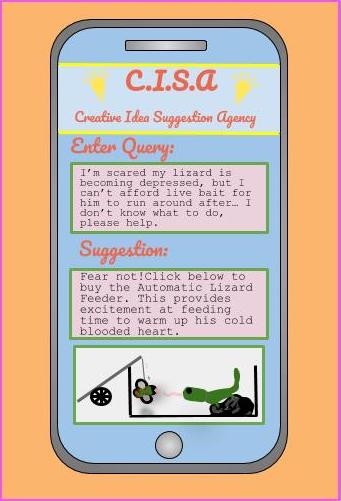 C.I.S.A
Creative Idea Suggestion Agency
Enter Query:
I'm scared my lizard is
becoming depressed, but I
can't afford live bait for
him to run around after… I
don't know what to do,
please help.
Suggestion:
Fear not!Click below to
buy the Automatic Lizard
Feeder. This provides
excitement at feeding
time to warm up his cold
blooded heart.